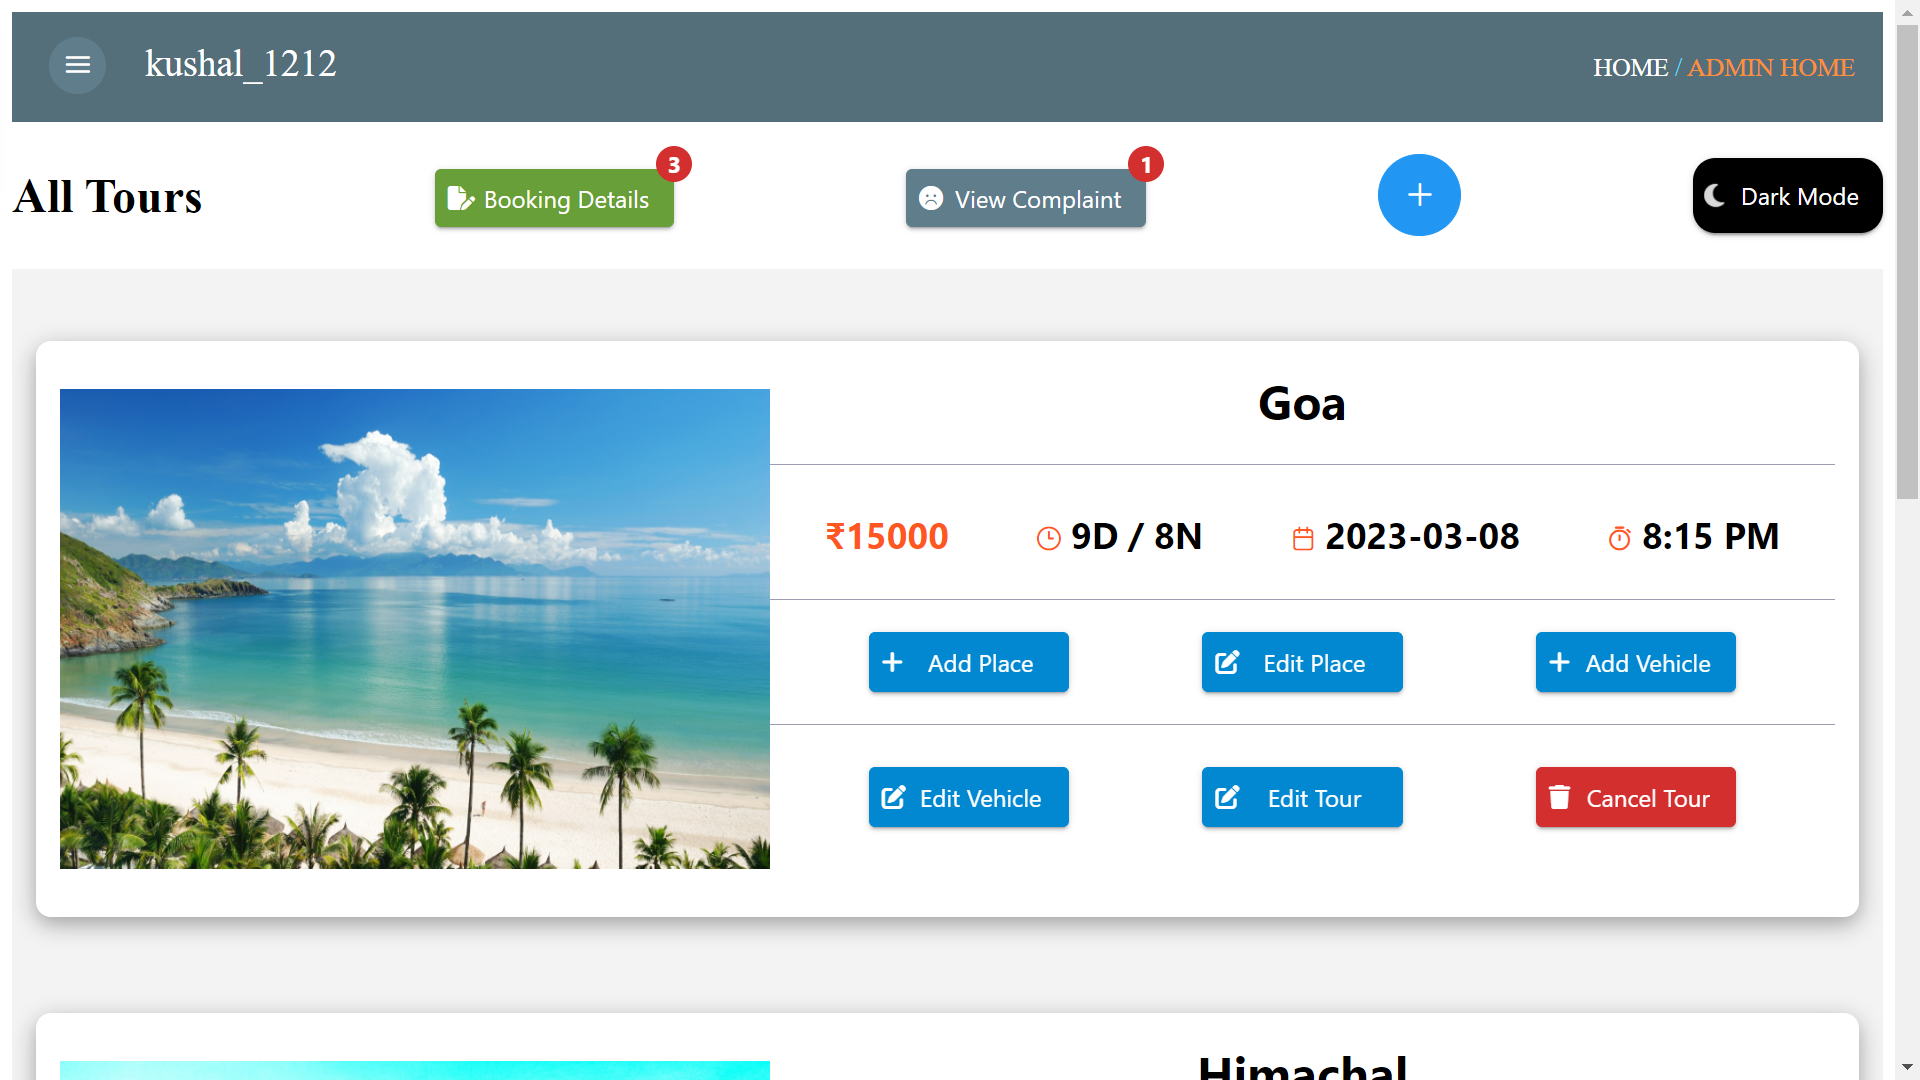 kushal_1212
HOME / ADMIN HOME
All Tours
Booking Details
3
View Complaint
1
Dark Mode
Goa
₹15000
9D / 8N
2023-03-08
8:15 PM
Add Place
Edit Place
Add Vehicle
Edit Vehicle
Edit Tour
Cancel Tour
Himachal